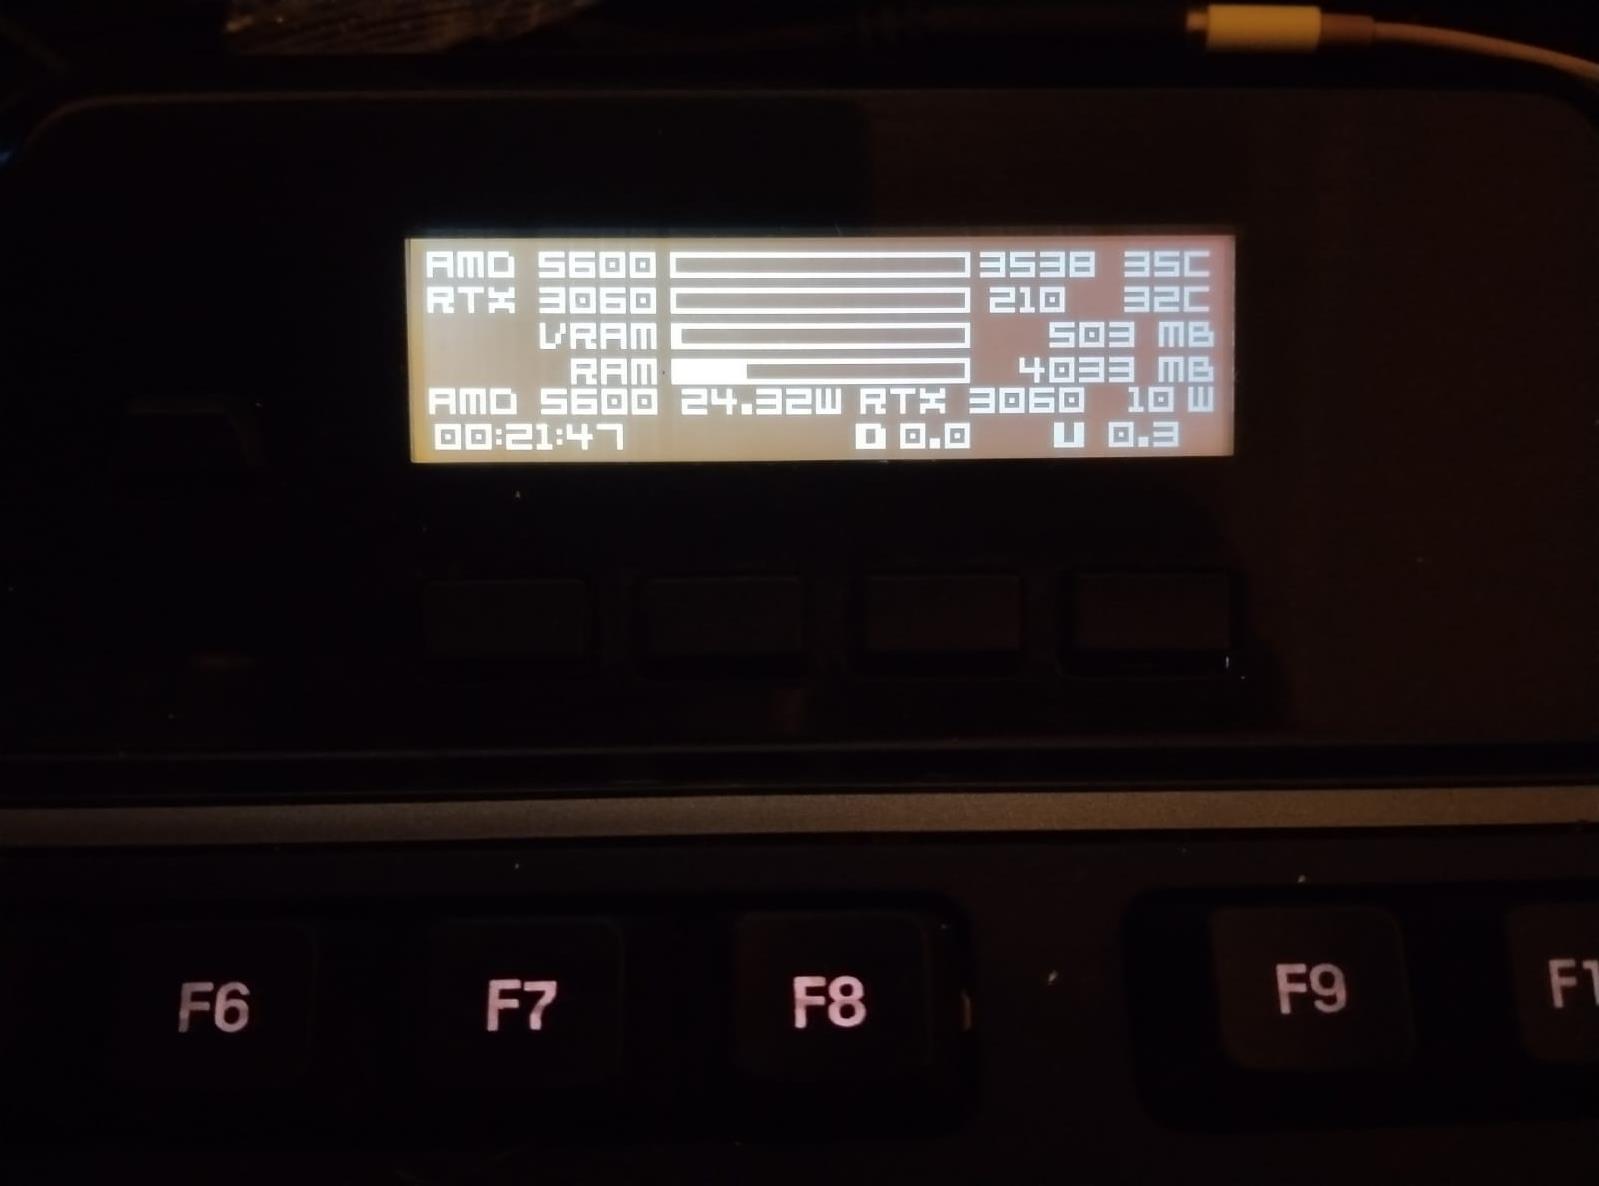 AMD 5600 3538 35C
RTX 3060 210 32C
VRAM 503 MB
RAM 4033 MB
AMD 5600 24.32W RTX 3060 10 W
00:21:47 D 0.0 U 0.3
F6 F7 F8 F9